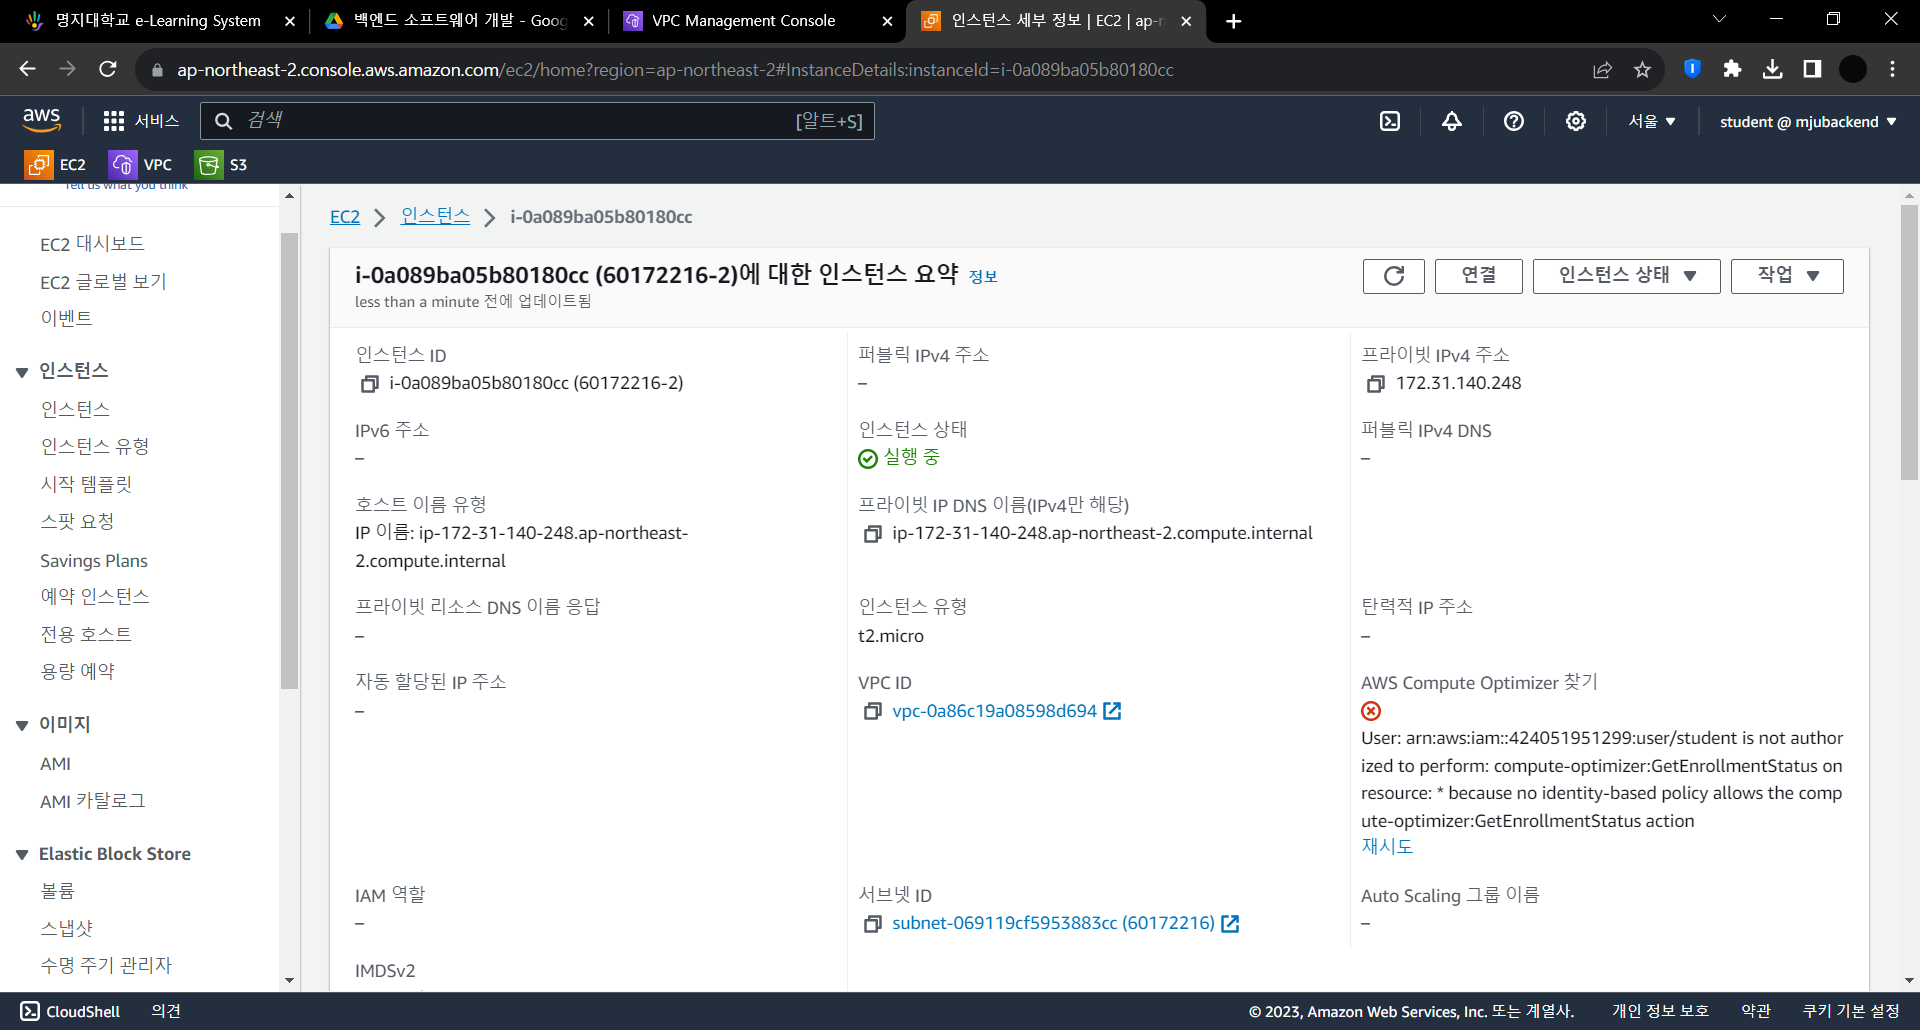 명지대학교 e-Learning System
백엔드 소프트웨어 개발 - Goog
VPC Management Console
인스턴스 세부 정보 | EC2 | ap-n
ap-northeast-2.console.aws.amazon.com/ec2/home?region=ap-northeast-2#InstanceDetails:instanceId=i-0a089ba05b80180cc
aws
서비스
검색
[알트+S]
서울
student @ mjubackend
EC2
VPC
S3
Tell us what you think
EC2 대시보드
EC2 글로벌 보기
이벤트
인스턴스
인스턴스
인스턴스 유형
시작 템플릿
스팟 요청
Savings Plans
예약 인스턴스
전용 호스트
용량 예약
이미지
AMI
AMI 카탈로그
Elastic Block Store
볼륨
스냅샷
수명 주기 관리자
EC2
인스턴스
i-0a089ba05b80180cc
i-0a089ba05b80180cc (60172216-2)에 대한 인스턴스 요약 정보
less than a minute 전에 업데이트됨
연결
인스턴스 상태
작업
인스턴스 ID
i-0a089ba05b80180cc (60172216-2)
퍼블릭 IPv4 주소
–
프라이빗 IPv4 주소
172.31.140.248
IPv6 주소
–
인스턴스 상태
실행 중
퍼블릭 IPv4 DNS
–
호스트 이름 유형
IP 이름: ip-172-31-140-248.ap-northeast-
2.compute.internal
프라이빗 IP DNS 이름(IPv4만 해당)
ip-172-31-140-248.ap-northeast-2.compute.internal
프라이빗 리소스 DNS 이름 응답
–
인스턴스 유형
t2.micro
탄력적 IP 주소
–
자동 할당된 IP 주소
–
VPC ID
vpc-0a86c19a08598d694
AWS Compute Optimizer 찾기
User: arn:aws:iam::424051951299:user/student is not author
ized to perform: compute-optimizer:GetEnrollmentStatus on
resource: * because no identity-based policy allows the comp
ute-optimizer:GetEnrollmentStatus action
재시도
IAM 역할
–
서브넷 ID
subnet-069119cf5953883cc (60172216)
Auto Scaling 그룹 이름
–
IMDSv2
CloudShell
의견
© 2023, Amazon Web Services, Inc. 또는 계열사.
개인 정보 보호
약관
쿠키 기본 설정